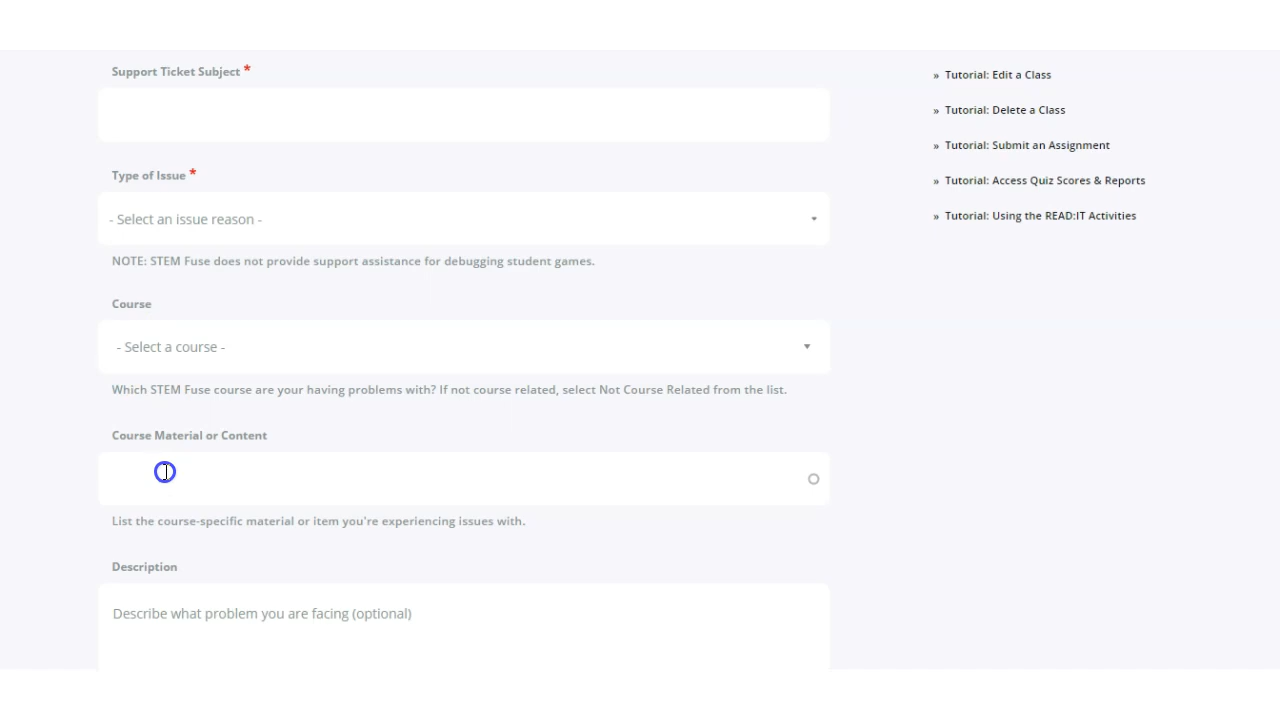 Support Ticket Subject *
Type of Issue *
- Select an issue reason -
NOTE: STEM Fuse does not provide support assistance for debugging student games.
Course
- Select a course -
Which STEM Fuse course are your having problems with? If not course related, select Not Course Related from the list.
Course Material or Content
List the course-specific material or item you're experiencing issues with.
Description
Describe what problem you are facing (optional)
» Tutorial: Edit a Class
» Tutorial: Delete a Class
» Tutorial: Submit an Assignment
» Tutorial: Access Quiz Scores & Reports
» Tutorial: Using the READ:IT Activities